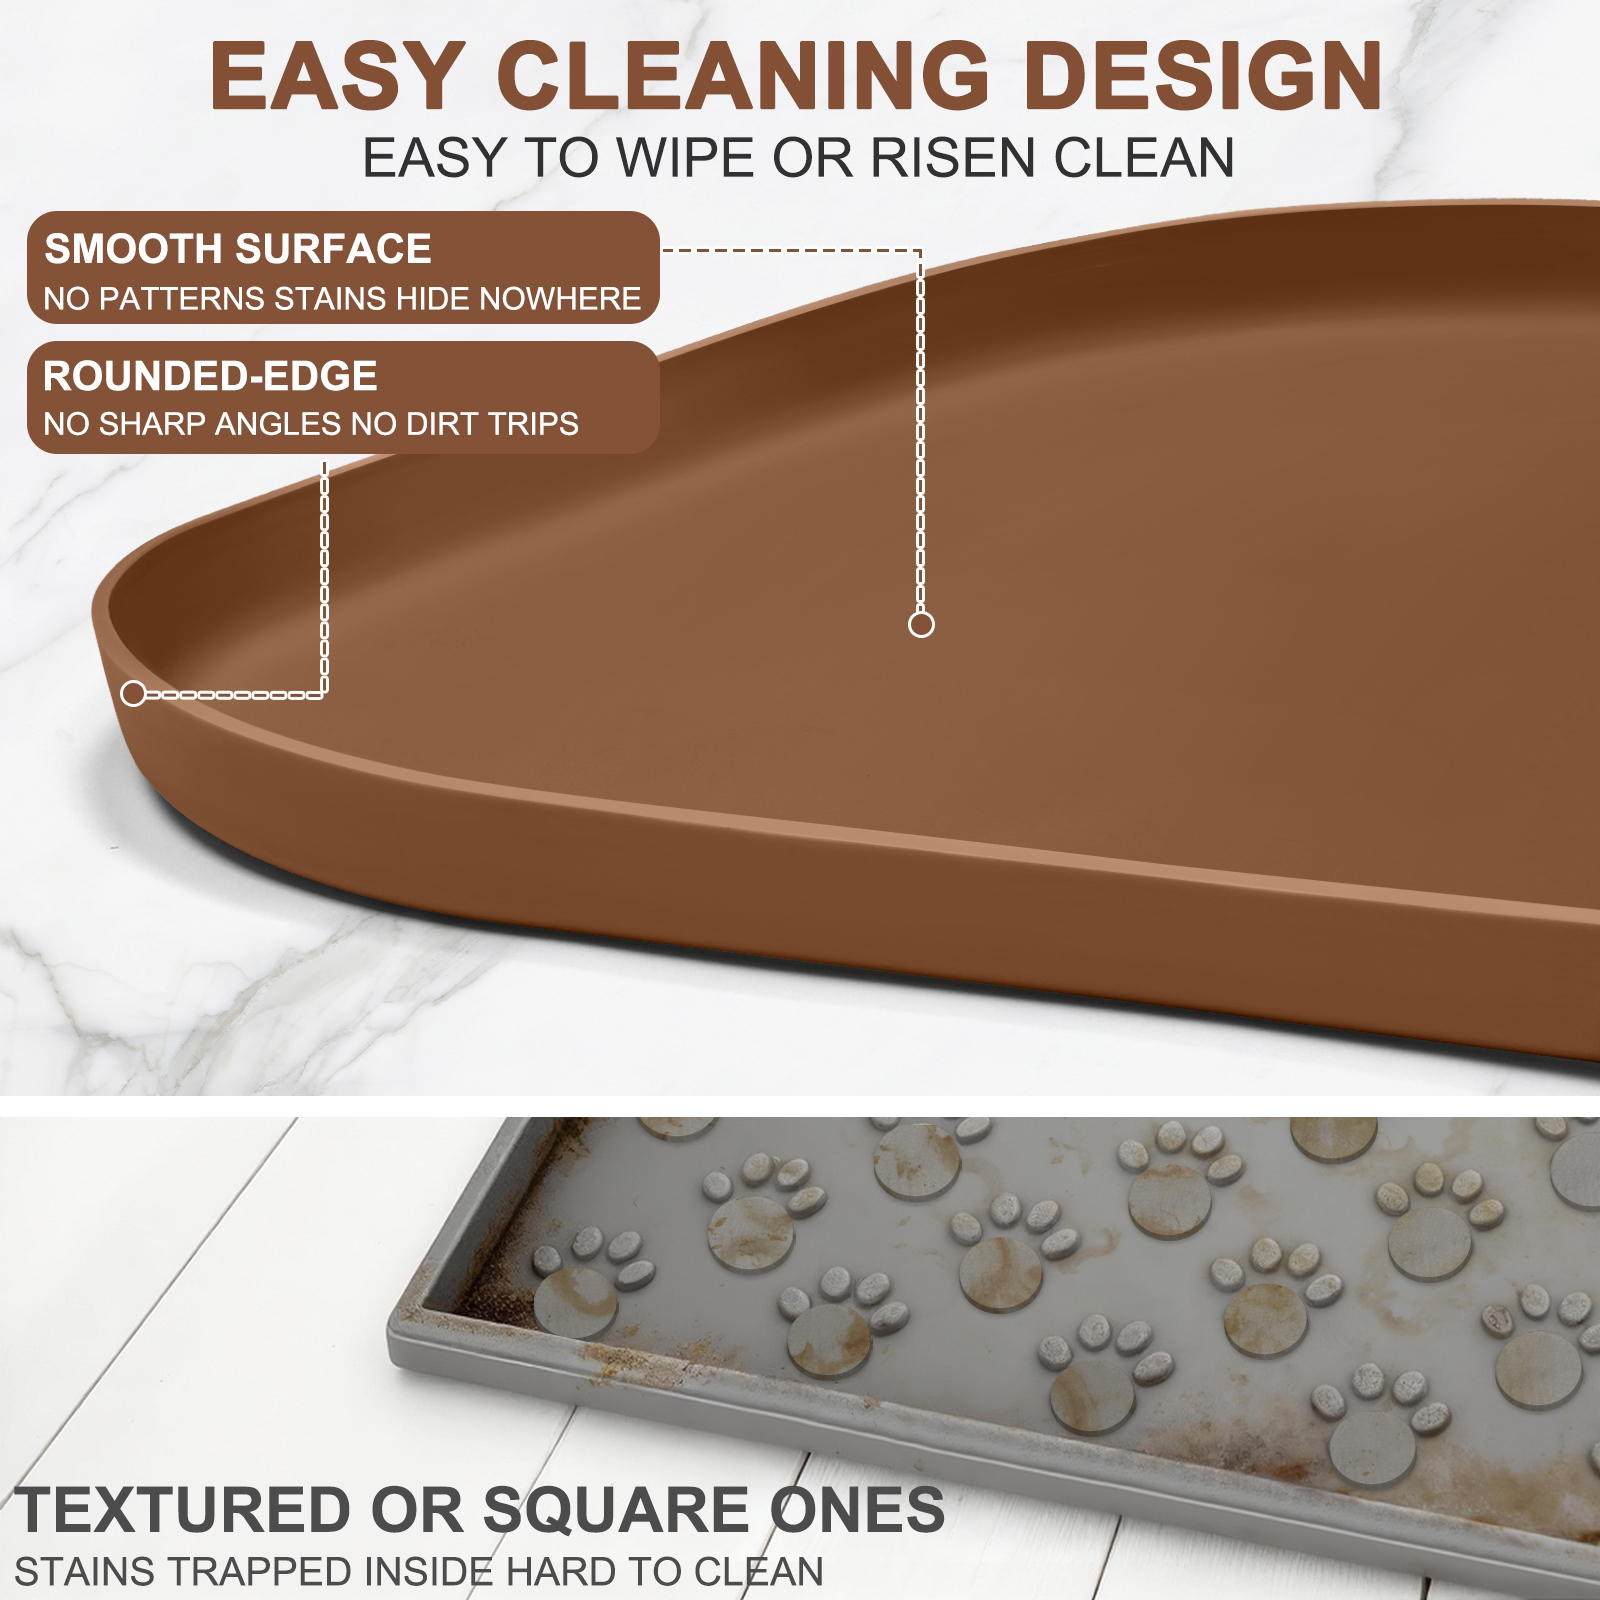 EASY CLEANING DESIGN
EASY TO WIPE OR RISEN CLEAN
SMOOTH SURFACE
NO PATTERNS STAINS HIDE NOWHERE
ROUNDED-EDGE
NO SHARP ANGLES NO DIRT TRIPS
TEXTURED OR SQUARE ONES
STAINS TRAPPED INSIDE HARD TO CLEAN